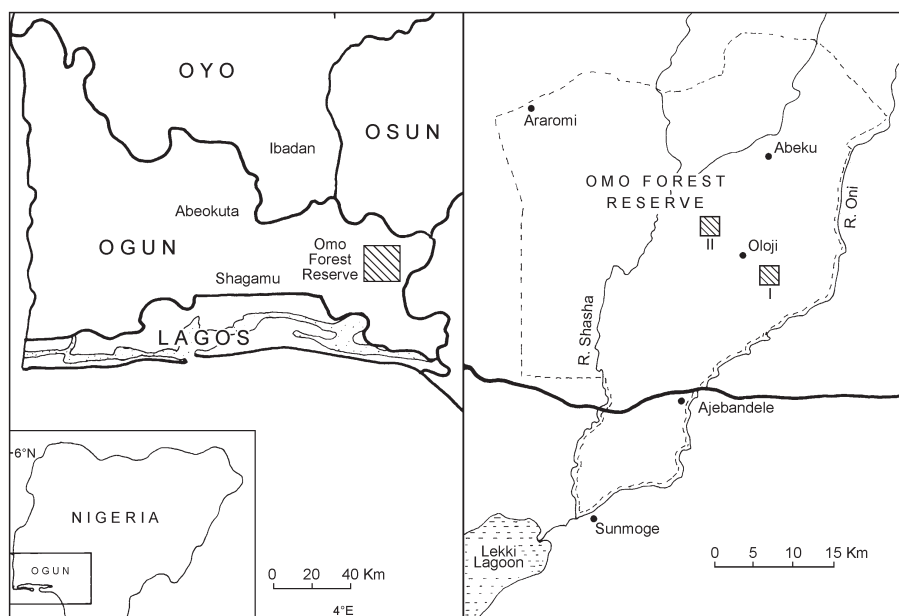 OYO
OSUN
Ibadan
Abeokuta
OGUN
Omo
Forest
Reserve
Shagamu
LAGOS
6°N
NIGERIA
OGUN
0 20 40 Km
4°E
Araromi
Abeku
OMO FOREST
RESERVE
R. Oni
II
Oloji
I
R. Shasha
Ajebandele
Sunmoge
Lekki
Lagoon
0 5 10 15 Km